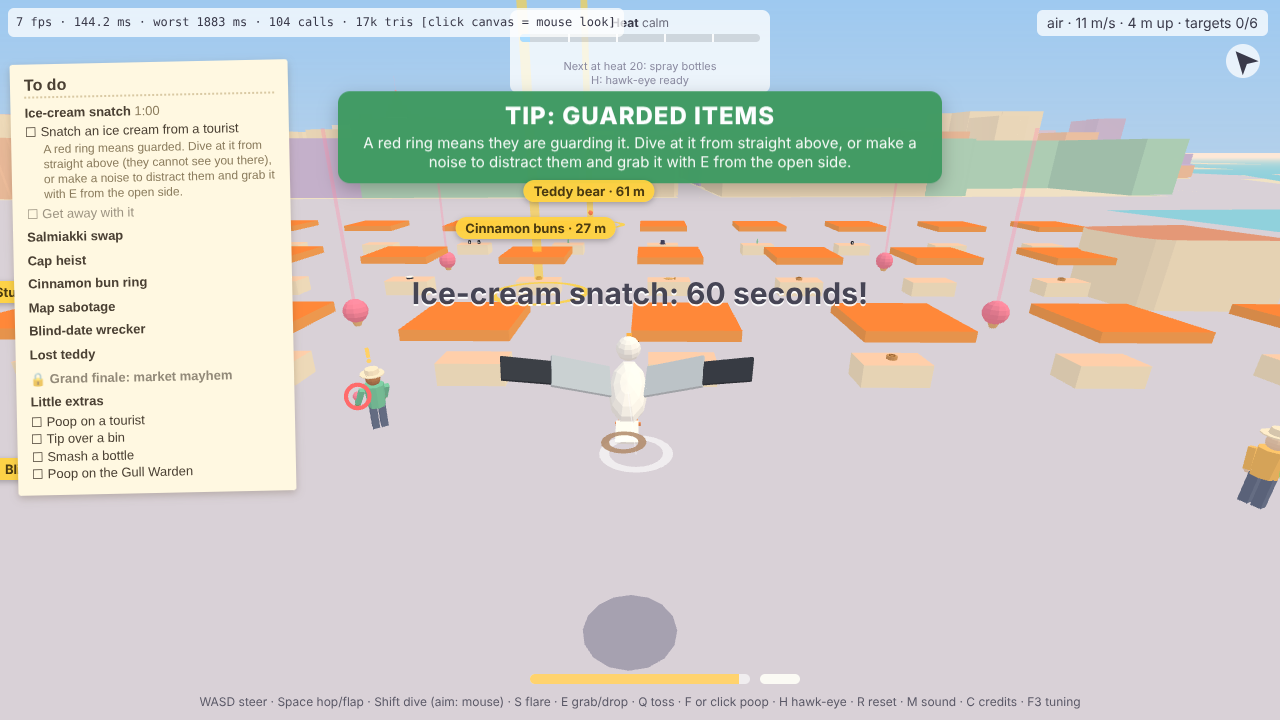 7 fps · 144.2 ms · worst 1883 ms · 104 calls · 17k tris [click canvas = mouse look]
Heat calm
Next at heat 20: spray bottles
H: hawk-eye ready
air · 11 m/s · 4 m up · targets 0/6
TIP: GUARDED ITEMS
A red ring means they are guarding it. Dive at it from straight above, or make a
noise to distract them and grab it with E from the open side.
To do
Ice-cream snatch 1:00
☐ Snatch an ice cream from a tourist
A red ring means guarded. Dive at it from
straight above (they cannot see you there),
or make a noise to distract them and grab it
with E from the open side.
☐ Get away with it
Salmiakki swap
Cap heist
Cinnamon bun ring
Map sabotage
Blind-date wrecker
Lost teddy
🔒 Grand finale: market mayhem
Little extras
☐ Poop on a tourist
☐ Tip over a bin
☐ Smash a bottle
☐ Poop on the Gull Warden
Teddy bear · 61 m
Cinnamon buns · 27 m
Ice-cream snatch: 60 seconds!
WASD steer · Space hop/flap · Shift dive (aim: mouse) · S flare · E grab/drop · Q toss · F or click poop · H hawk-eye · R reset · M sound · C credits · F3 tuning